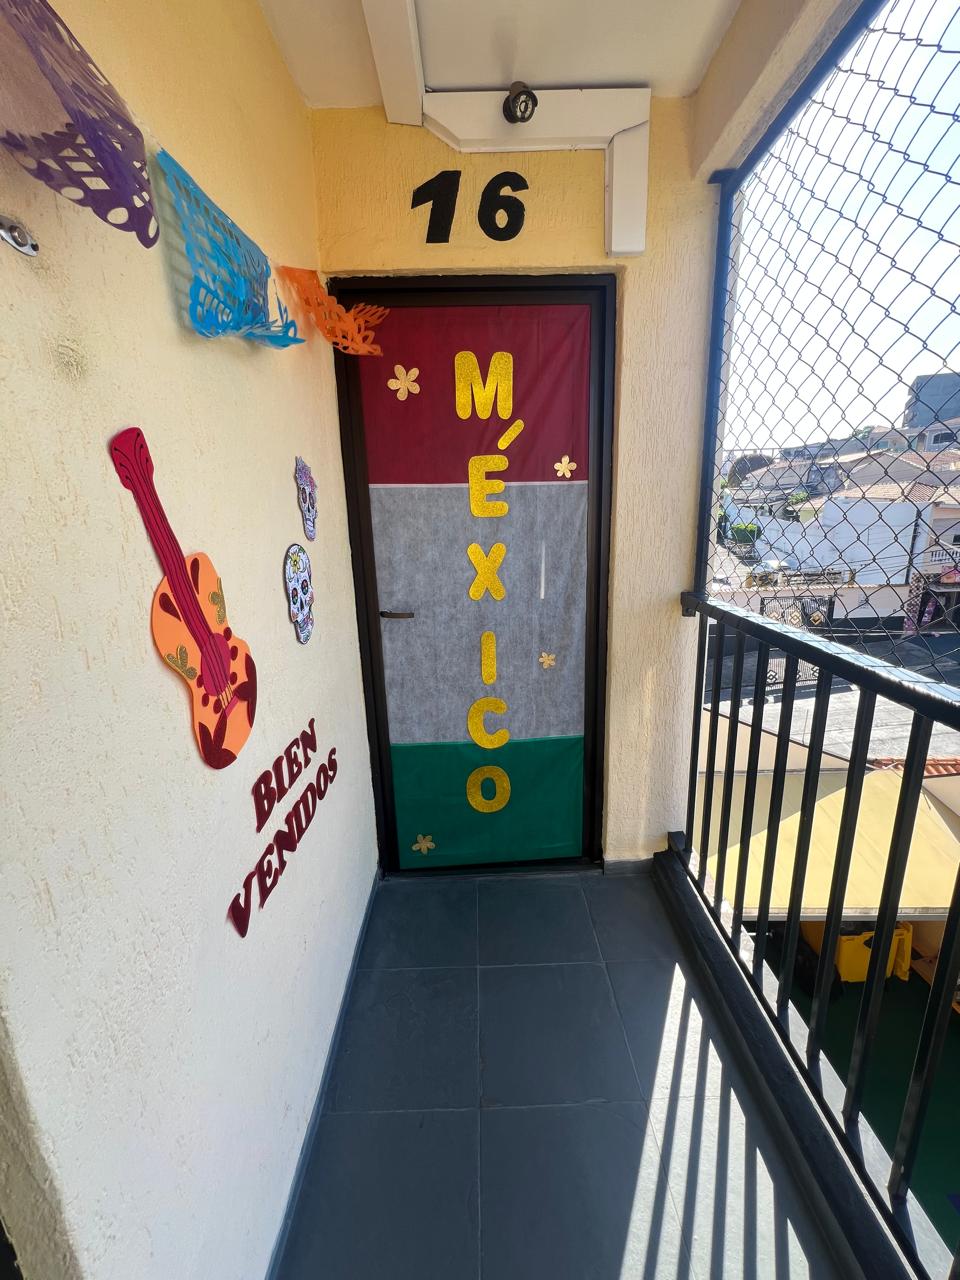 16
MÉXICO
BIEN
VENIDOS